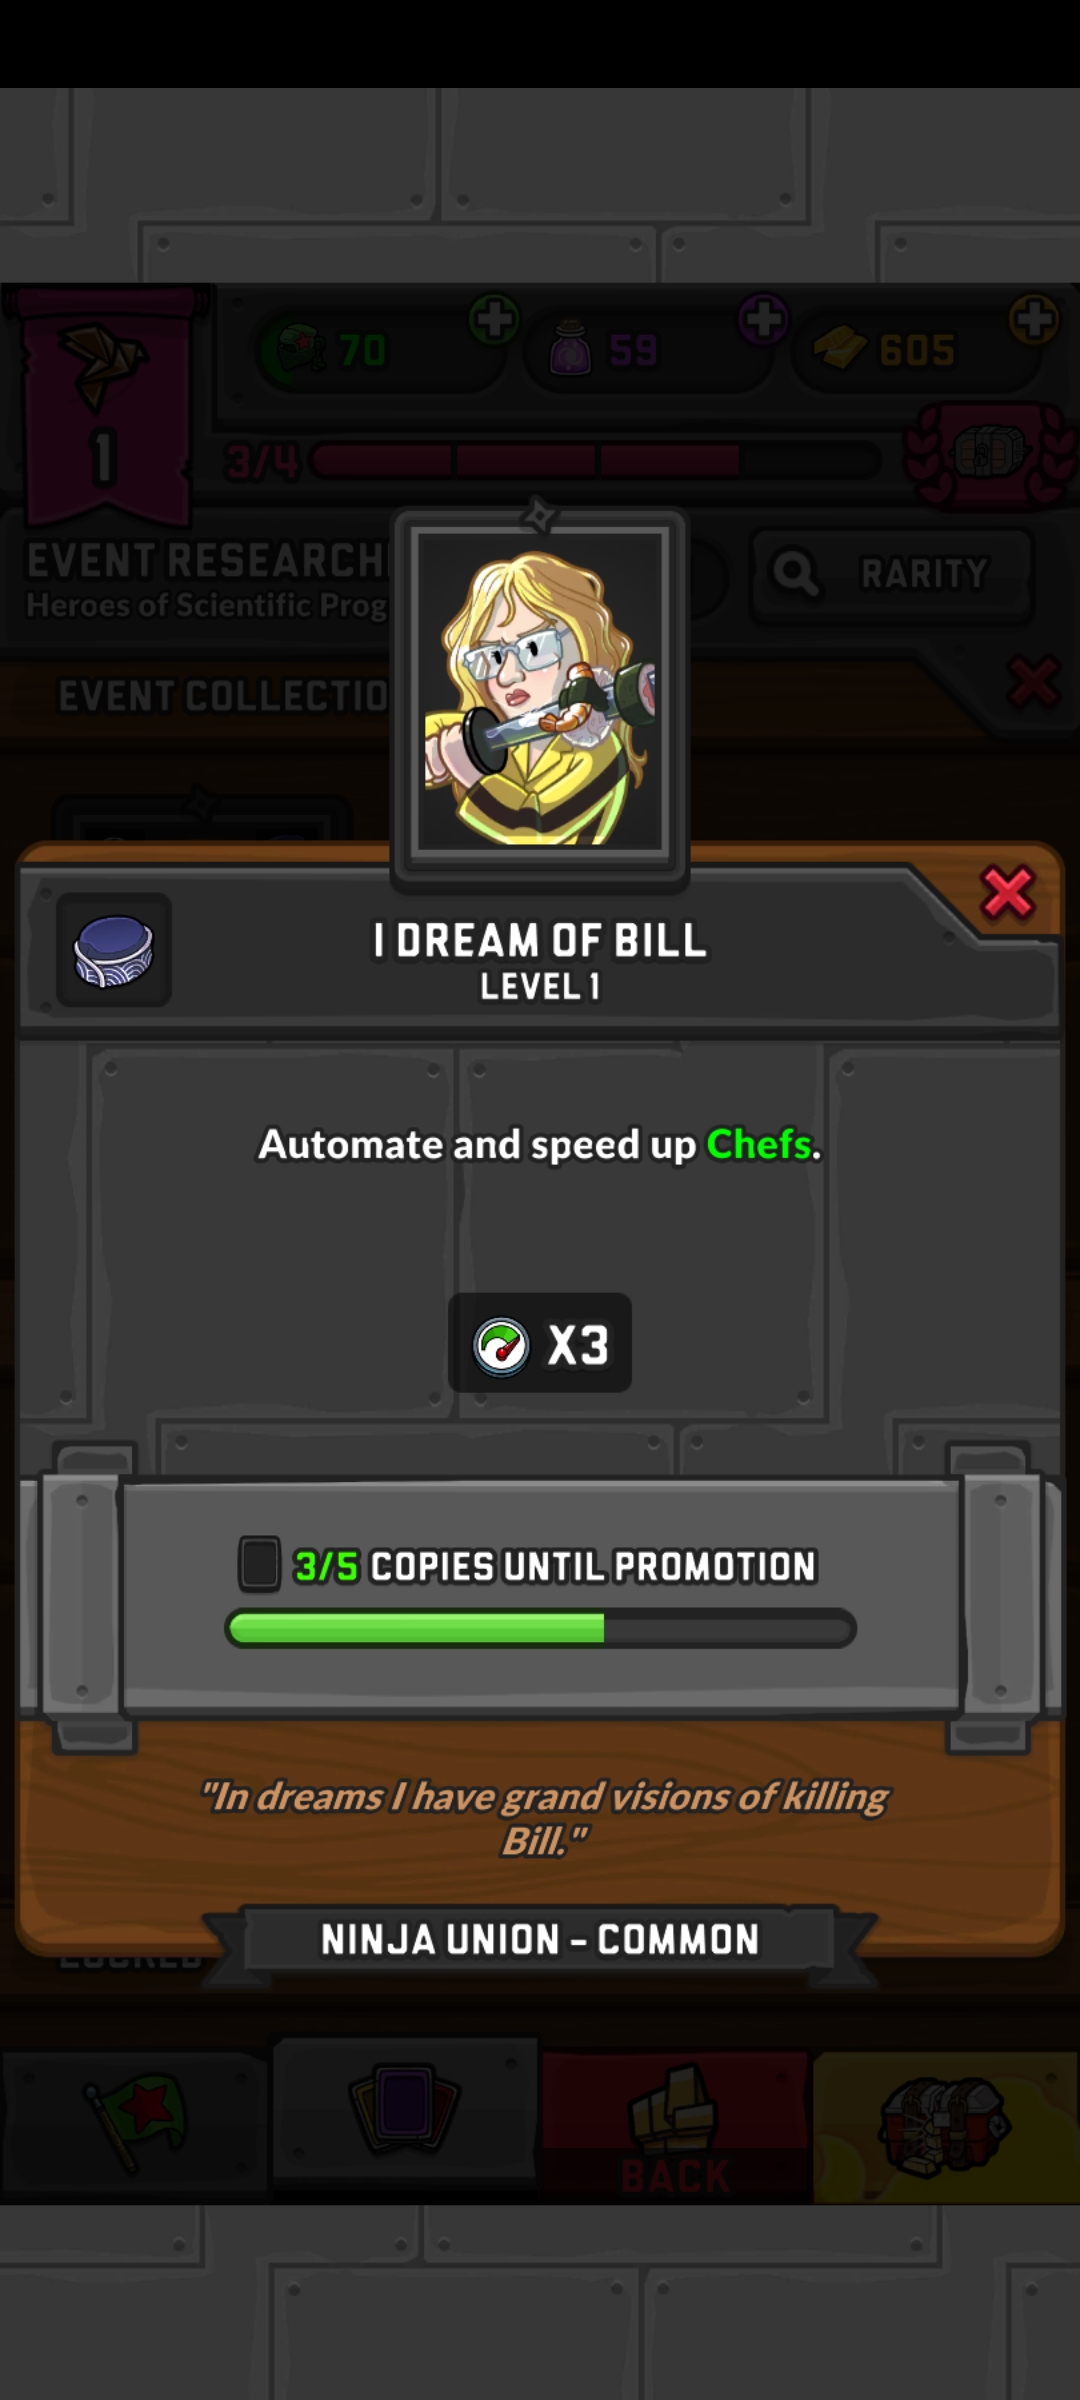 70
59
605
1
3/4
EVENT RESEARCH
RARITY
Heroes of Scientific Prog
EVENT COLLECTIO
I DREAM OF BILL
LEVEL 1
Automate and speed up Chefs.
X3
3/5 COPIES UNTIL PROMOTION
"In dreams I have grand visions of killing
Bill."
NINJA UNION - COMMON
LOCKED
BACK